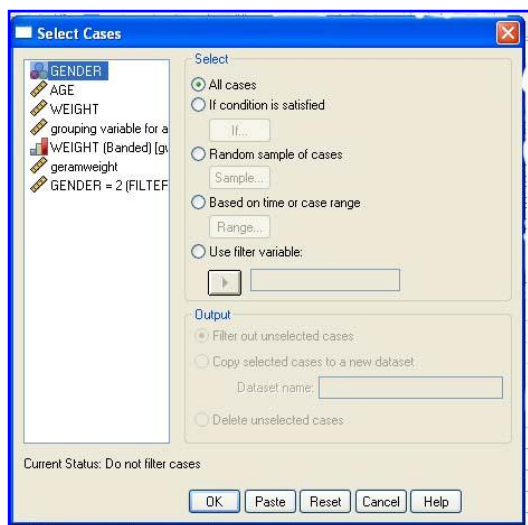 Select Cases
GENDER
AGE
WEIGHT
grouping variable for a
WEIGHT (Banded) [gw
geramweight
GENDER = 2 (FILTEF
Select
All cases
If condition is satisfied
If...
Random sample of cases
Sample...
Based on time or case range
Range...
Use filter variable:
Output
Filter out unselected cases
Copy selected cases to a new dataset
Dataset name:
Delete unselected cases
Current Status: Do not filter cases
OK Paste Reset Cancel Help